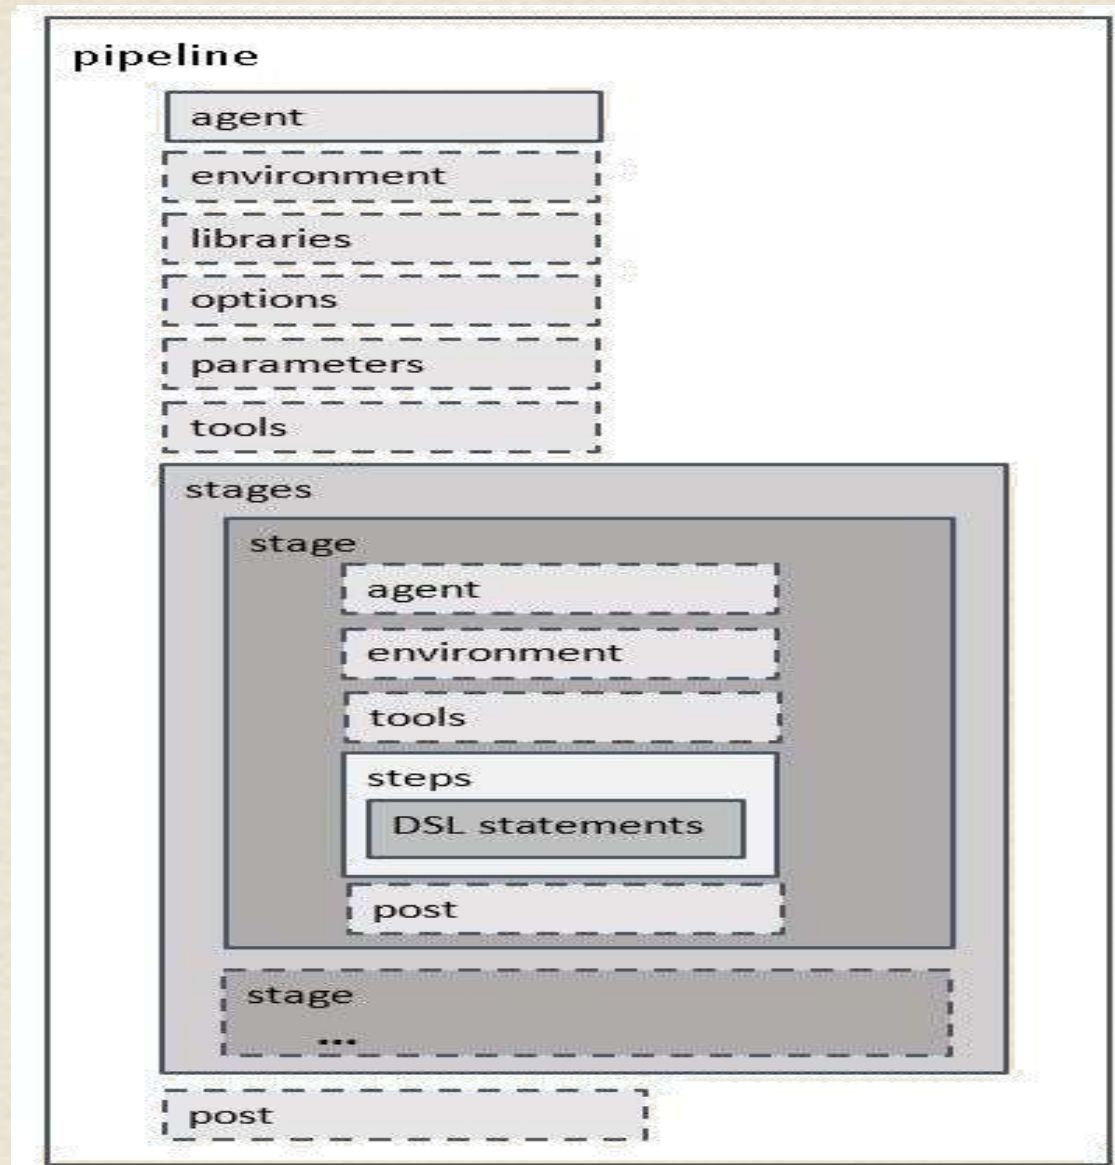 pipeline
agent
environment
libraries
options
parameters
tools
stages
stage
agent
environment
tools
steps
DSL statements
post
stage
...
post